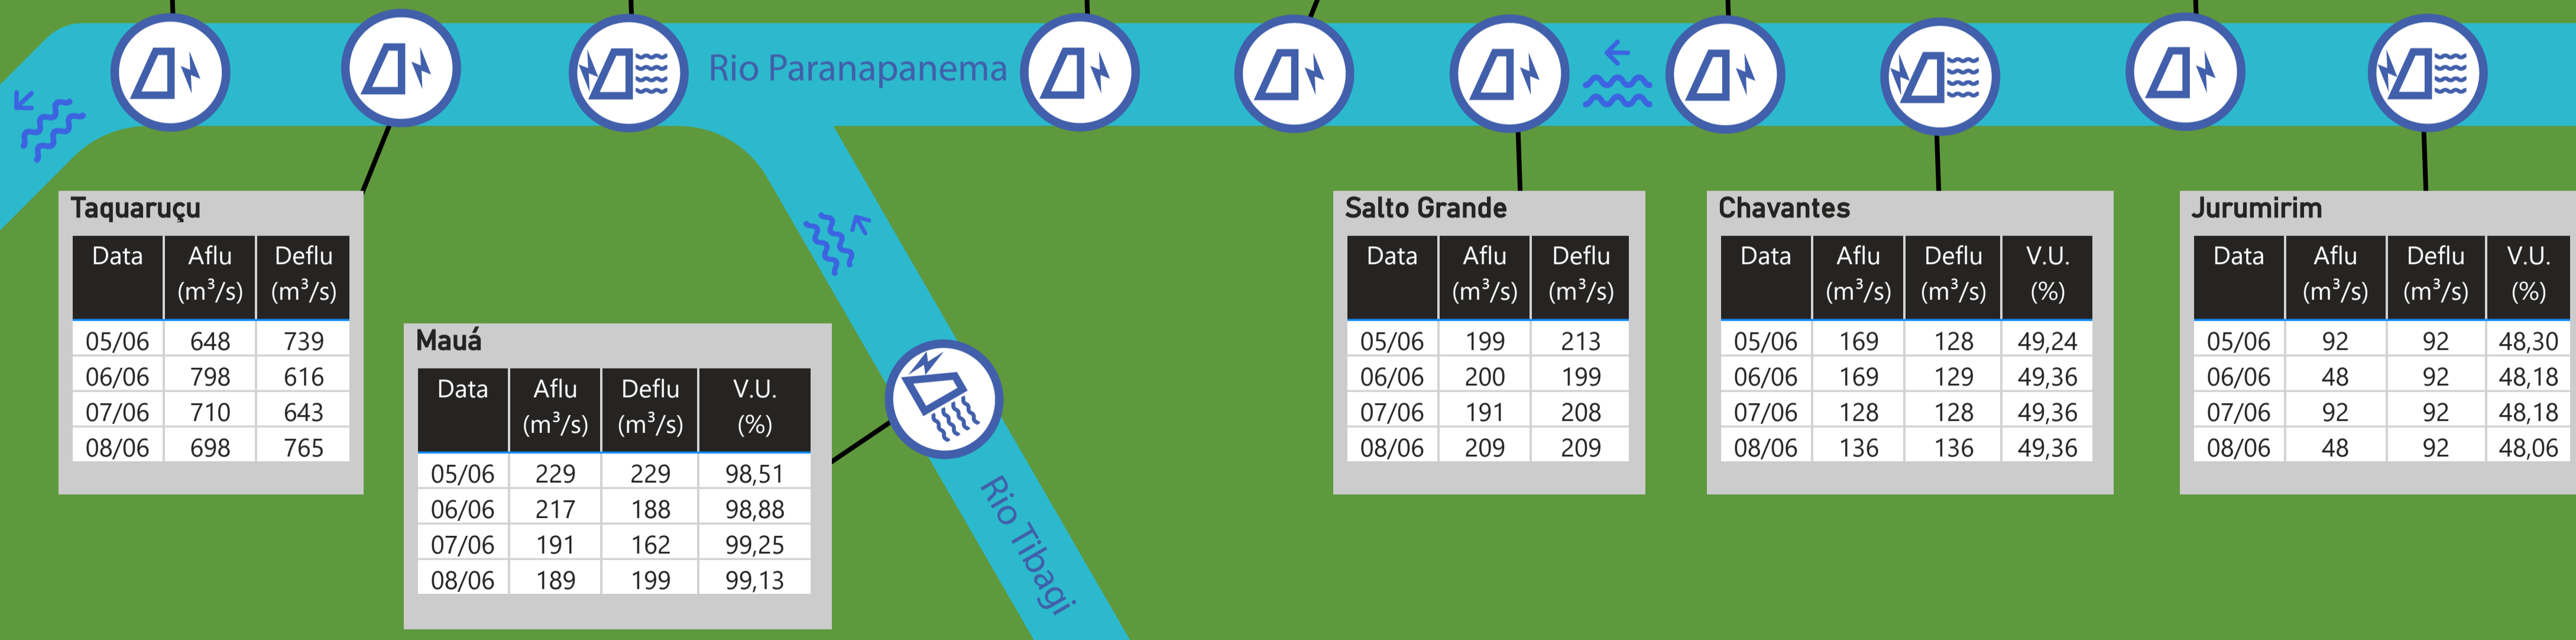 Rio Paranapanema
Taquaruçu
Data Aflu (m³/s) Deflu (m³/s)
05/06 648 739
06/06 798 616
07/06 710 643
08/06 698 765
Mauá
Data Aflu (m³/s) Deflu (m³/s) V.U. (%)
05/06 229 229 98,51
06/06 217 188 98,88
07/06 191 162 99,25
08/06 189 199 99,13
Rio Tibagi
Salto Grande
Data Aflu (m³/s) Deflu (m³/s)
05/06 199 213
06/06 200 199
07/06 191 208
08/06 209 209
Chavantes
Data Aflu (m³/s) Deflu (m³/s) V.U. (%)
05/06 169 128 49,24
06/06 169 129 49,36
07/06 128 128 49,36
08/06 136 136 49,36
Jurumirim
Data Aflu (m³/s) Deflu (m³/s) V.U. (%)
05/06 92 92 48,30
06/06 48 92 48,18
07/06 92 92 48,18
08/06 48 92 48,06